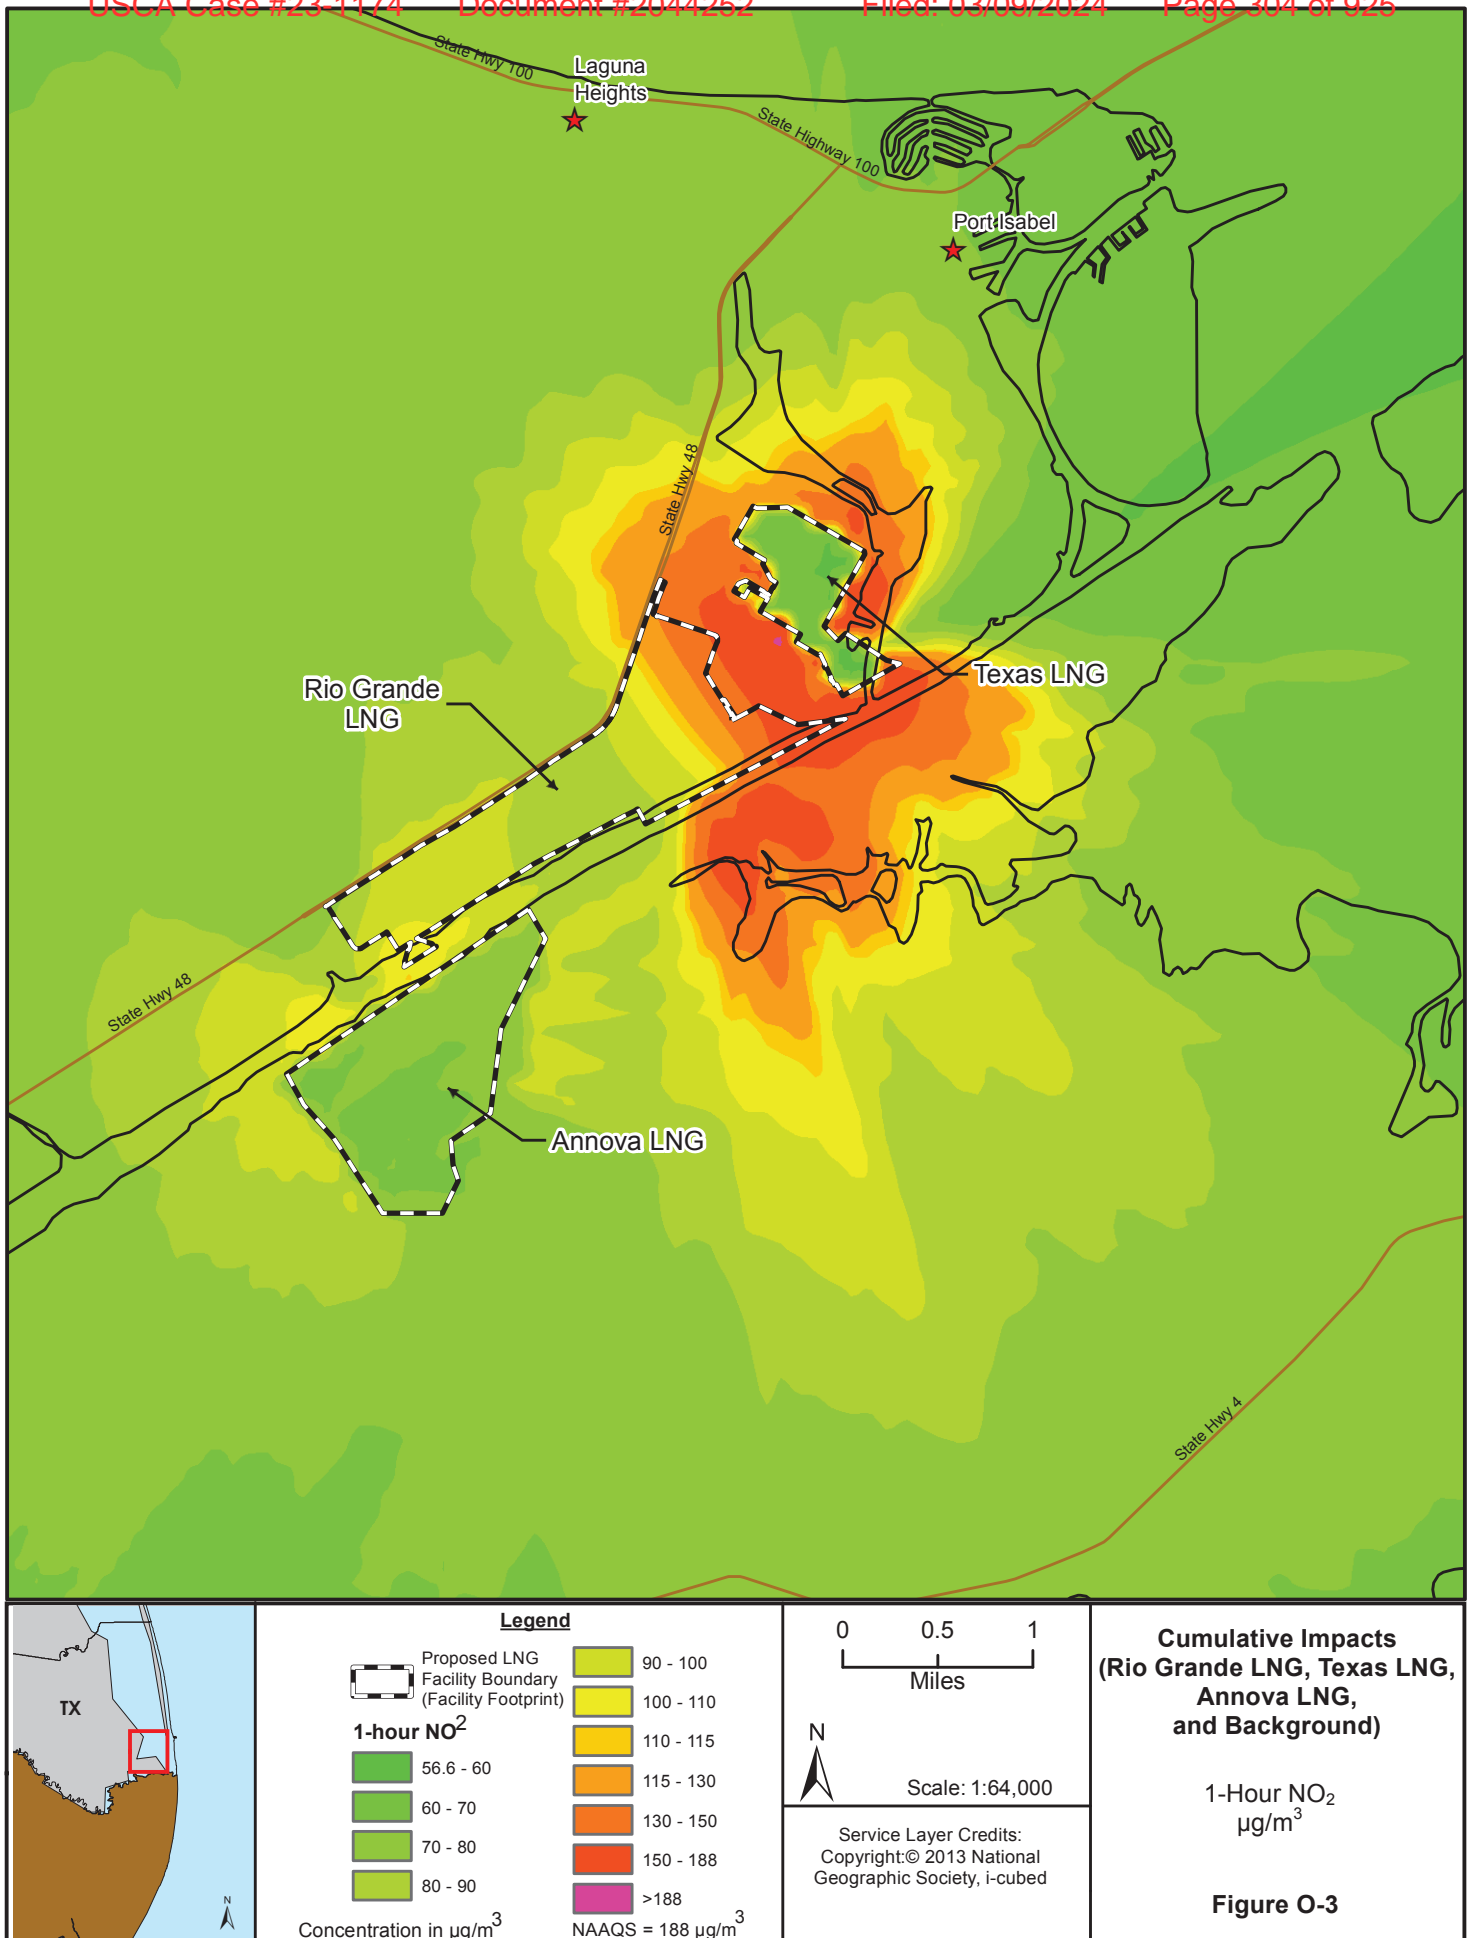 USCA Case #23-1174 Document #2044252 Filed: 03/09/2024 Page 304 of 925
State Hwy 100
Laguna
Heights
State Highway 100
Port Isabel
State Hwy 48
Rio Grande
LNG
Texas LNG
State Hwy 48
Annova LNG
State Hwy 4
TX
N
Legend
Proposed LNG
Facility Boundary
(Facility Footprint)
1-hour NO2
56.6 - 60
60 - 70
70 - 80
80 - 90
Concentration in µg/m3
90 - 100
100 - 110
110 - 115
115 - 130
130 - 150
150 - 188
>188
NAAQS = 188 µg/m3
0 0.5 1
Miles
N
Scale: 1:64,000
Service Layer Credits:
Copyright:© 2013 National
Geographic Society, i-cubed
Cumulative Impacts
(Rio Grande LNG, Texas LNG,
Annova LNG,
and Background)
1-Hour NO2
µg/m3
Figure O-3